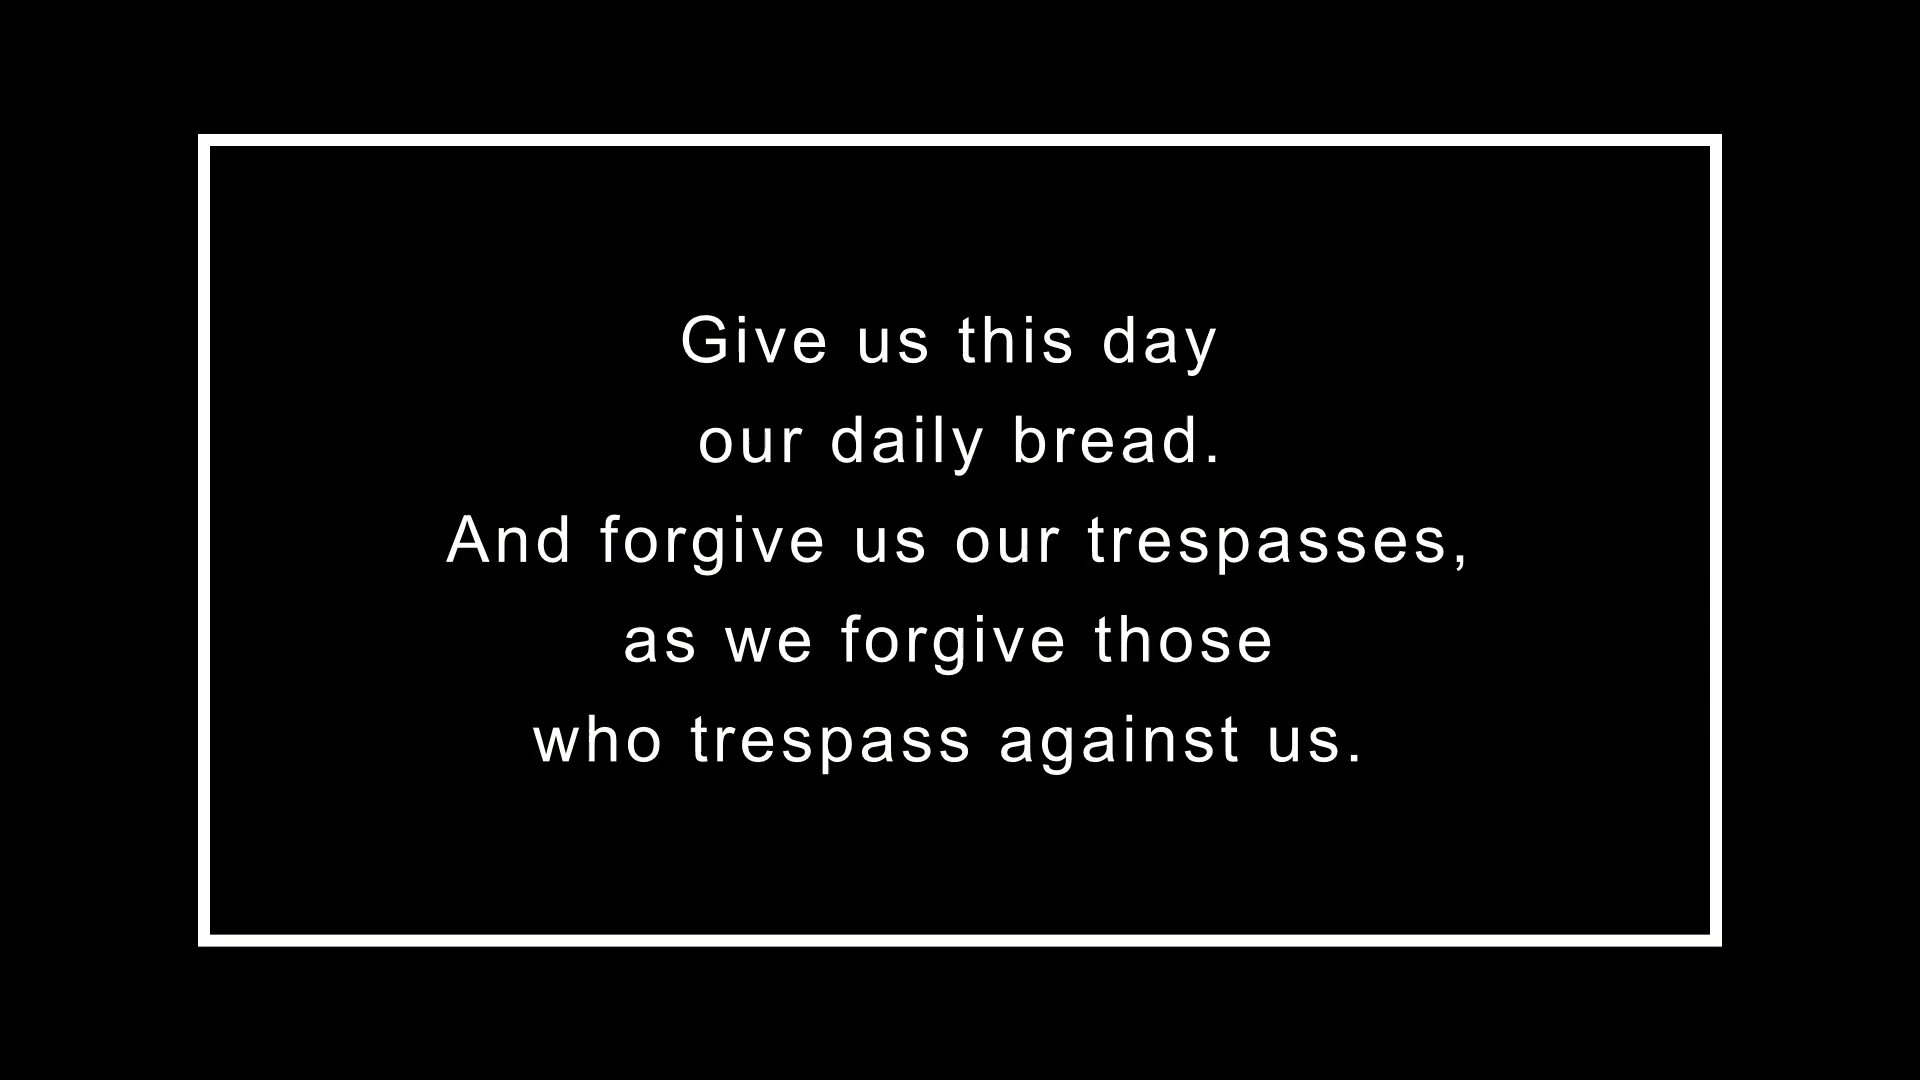 Give us this day
our daily bread.
And forgive us our trespasses,
as we forgive those
who trespass against us.